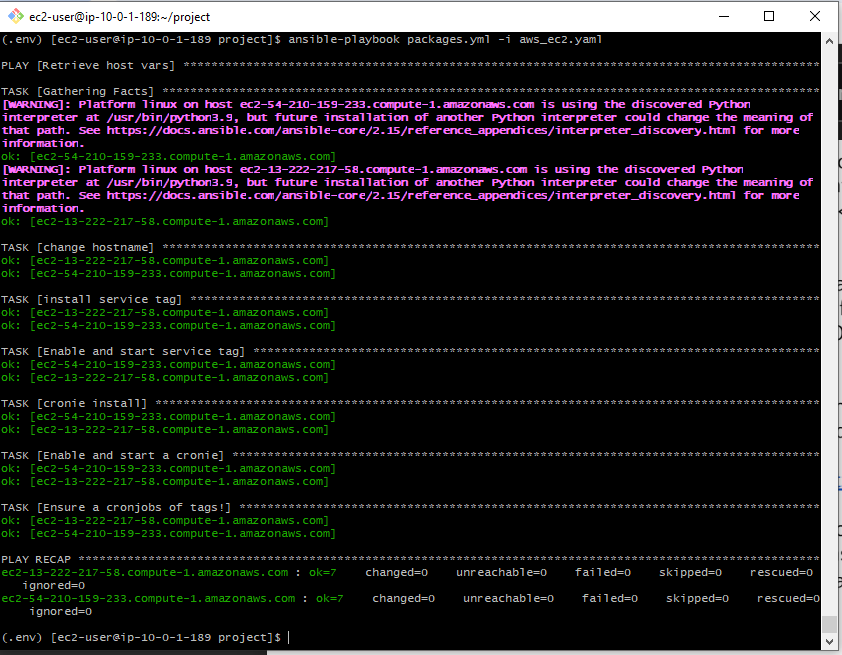 ec2-user@ip-10-0-1-189:~/project
(.env) [ec2-user@ip-10-0-1-189 project]$ ansible-playbook packages.yml -i aws_ec2.yaml
PLAY [Retrieve host vars] *******************************************************************************************
TASK [Gathering Facts] **********************************************************************************************
[WARNING]: Platform linux on host ec2-54-210-159-233.compute-1.amazonaws.com is using the discovered Python
interpreter at /usr/bin/python3.9, but future installation of another Python interpreter could change the meaning of
that path. See https://docs.ansible.com/ansible-core/2.15/reference_appendices/interpreter_discovery.html for more
information.
ok: [ec2-54-210-159-233.compute-1.amazonaws.com]
[WARNING]: Platform linux on host ec2-13-222-217-58.compute-1.amazonaws.com is using the discovered Python
interpreter at /usr/bin/python3.9, but future installation of another Python interpreter could change the meaning of
that path. See https://docs.ansible.com/ansible-core/2.15/reference_appendices/interpreter_discovery.html for more
information.
ok: [ec2-13-222-217-58.compute-1.amazonaws.com]
TASK [change hostname] **********************************************************************************************
ok: [ec2-13-222-217-58.compute-1.amazonaws.com]
ok: [ec2-54-210-159-233.compute-1.amazonaws.com]
TASK [install service tag] ******************************************************************************************
ok: [ec2-13-222-217-58.compute-1.amazonaws.com]
ok: [ec2-54-210-159-233.compute-1.amazonaws.com]
TASK [Enable and start service tag] *********************************************************************************
ok: [ec2-54-210-159-233.compute-1.amazonaws.com]
ok: [ec2-13-222-217-58.compute-1.amazonaws.com]
TASK [cronie install] ***********************************************************************************************
ok: [ec2-54-210-159-233.compute-1.amazonaws.com]
ok: [ec2-13-222-217-58.compute-1.amazonaws.com]
TASK [Enable and start a cronie] ************************************************************************************
ok: [ec2-54-210-159-233.compute-1.amazonaws.com]
ok: [ec2-13-222-217-58.compute-1.amazonaws.com]
TASK [Ensure a cronjobs of tags!] ***********************************************************************************
ok: [ec2-13-222-217-58.compute-1.amazonaws.com]
ok: [ec2-54-210-159-233.compute-1.amazonaws.com]
PLAY RECAP **********************************************************************************************************
ec2-13-222-217-58.compute-1.amazonaws.com : ok=7    changed=0    unreachable=0    failed=0    skipped=0    rescued=0
ignored=0
ec2-54-210-159-233.compute-1.amazonaws.com : ok=7    changed=0    unreachable=0    failed=0    skipped=0    rescued=0
ignored=0
(.env) [ec2-user@ip-10-0-1-189 project]$